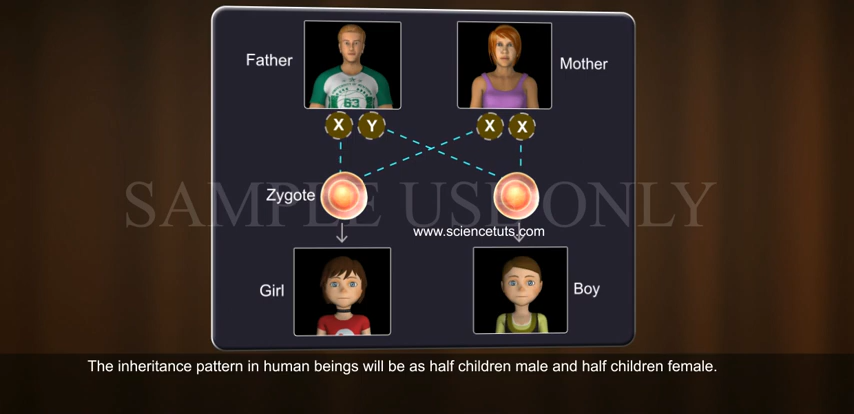 Father
Mother
63
X Y X X
Zygote
SAMPLE USE ONLY
www.sciencetuts.com
Girl
Boy
The inheritance pattern in human beings will be as half children male and half children female.